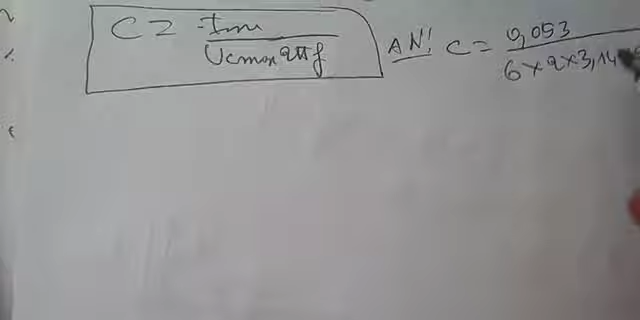 C = Im / Ucmax 2πf
AN: C = 0,053 / 6×2×3,14